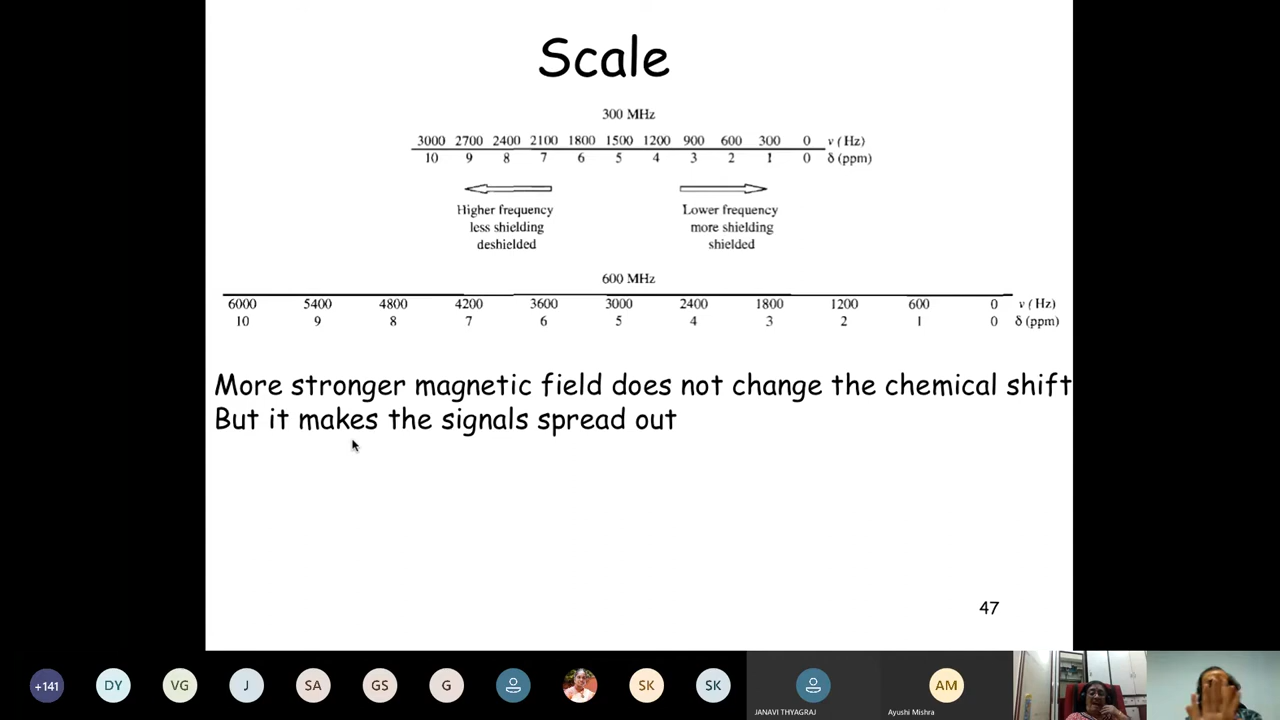 Scale
300 MHz
3000 2700 2400 2100 1800 1500 1200 900 600 300 0 ν (Hz)
10 9 8 7 6 5 4 3 2 1 0 δ (ppm)
Higher frequency
less shielding
deshielded
Lower frequency
more shielding
shielded
600 MHz
6000 5400 4800 4200 3600 3000 2400 1800 1200 600 0 ν (Hz)
10 9 8 7 6 5 4 3 2 1 0 δ (ppm)
More stronger magnetic field does not change the chemical shift
But it makes the signals spread out
47
+141 DY VG J SA GS G SK SK AM
JANAVI THYAGRAJ Ayushi Mishra